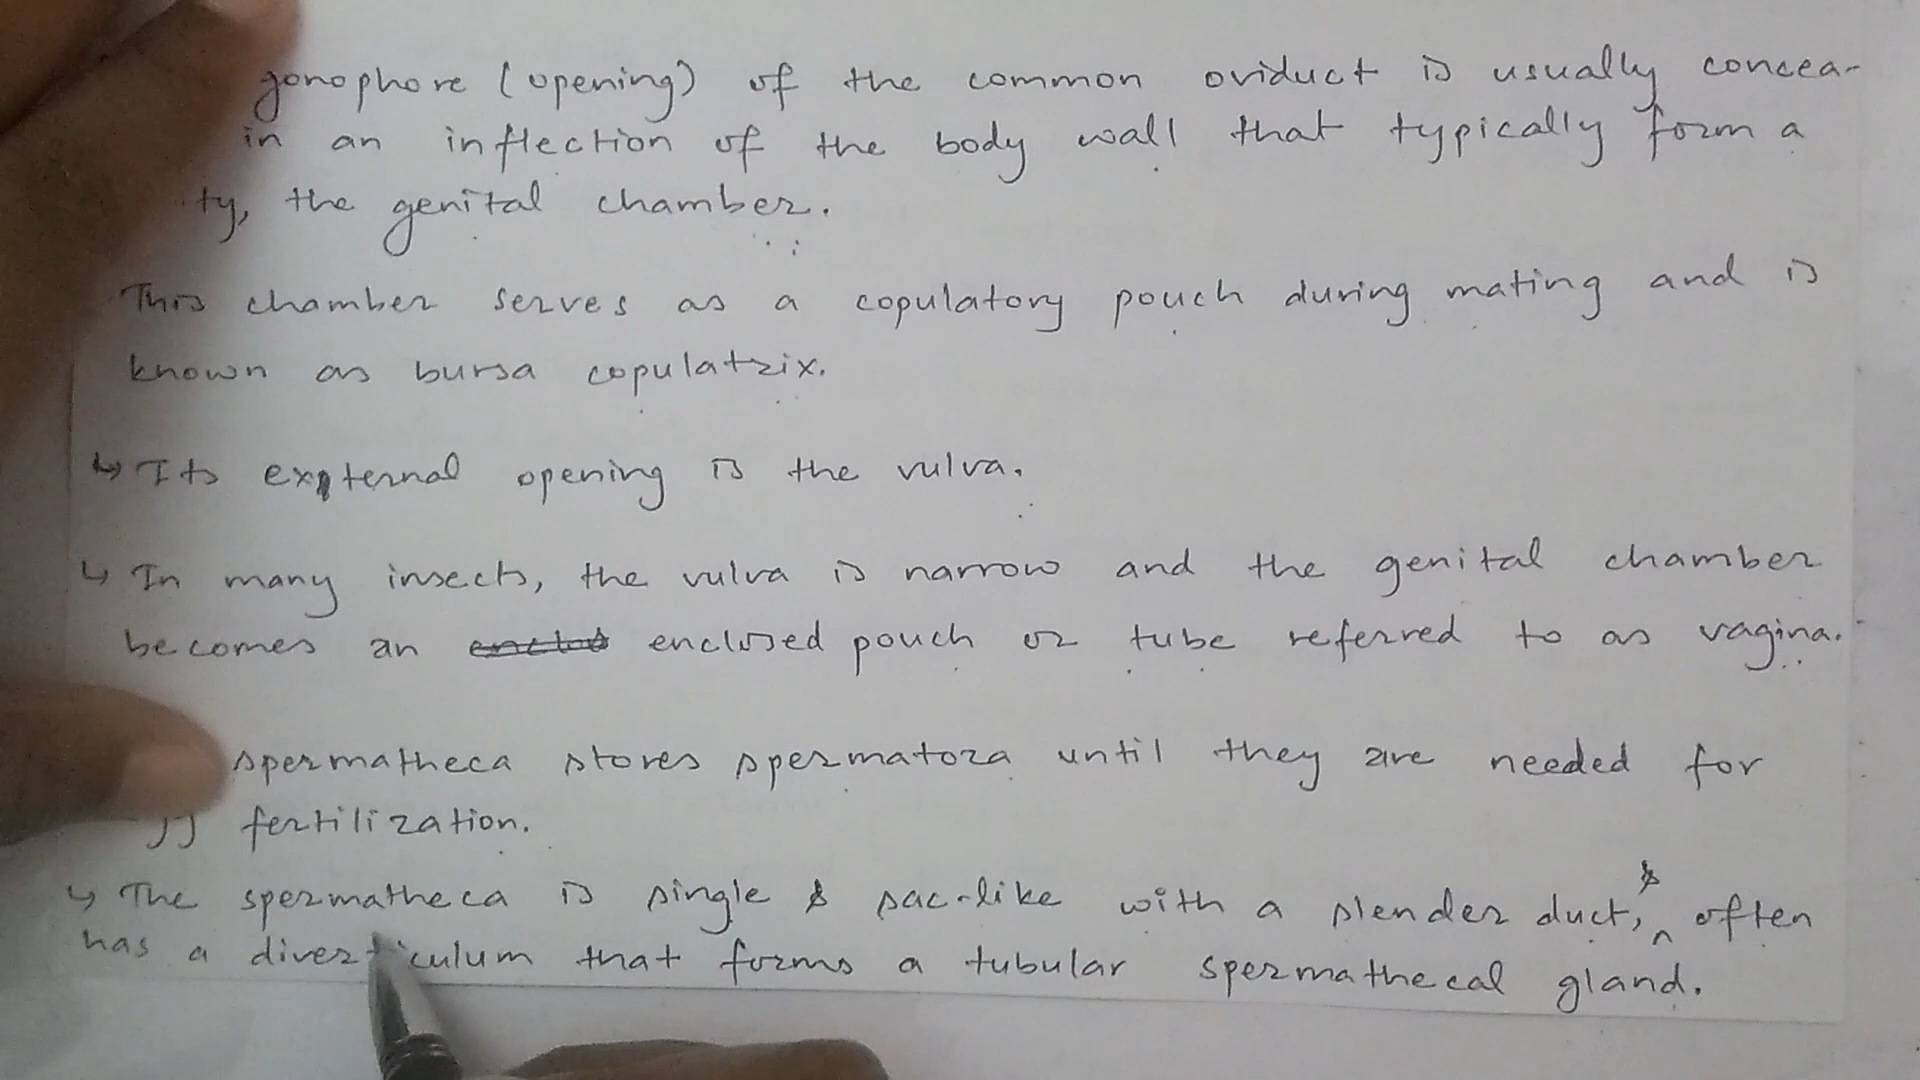 gonophore (opening) of the common oviduct is usually concea-
in an inflection of the body wall that typically form a
ty, the genital chamber.
This chamber serves as a copulatory pouch during mating and is
known as bursa copulatrix.
↳ Its external opening is the vulva.
↳ In many insects, the vulva is narrow and the genital chamber
becomes an enclosed pouch or tube referred to as vagina.
spermatheca stores spermatoza until they are needed for
fertilization.
↳ The spermatheca is single & sac-like with a slender duct, & often
has a diverticulum that forms a tubular spermathecal gland.